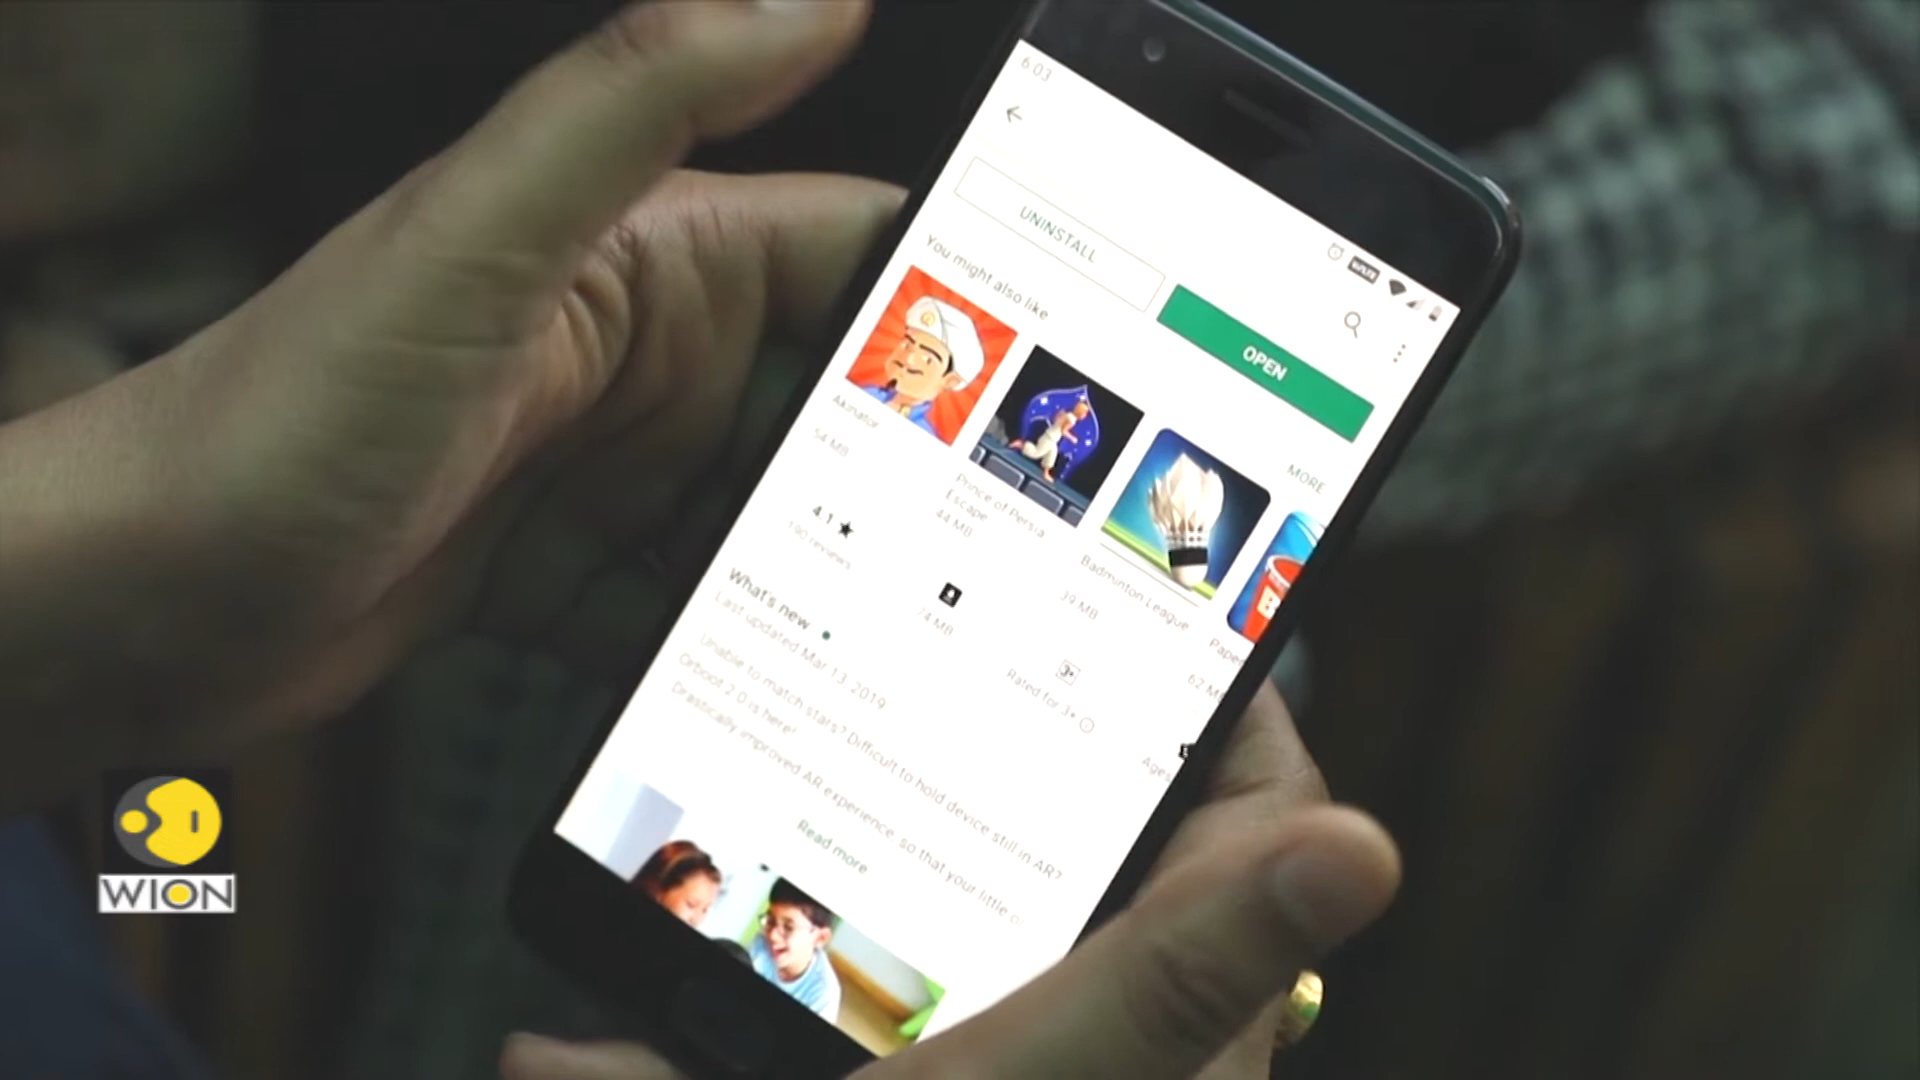 6:03
UNINSTALL
OPEN
You might also like
MORE
Akinator
54 MB
Prince of Persia
Escape
44 MB
Badminton League
39 MB
Paper
62 M
4.1 ★
190 reviews
74 MB
3+
Rated for 3+
Ages
What's new
Last updated Mar 13, 2019
Unable to match stars? Difficult to hold device still in AR?
Orboot 2.0 is here!
Drastically improved AR experience, so that your little
Read more
WION